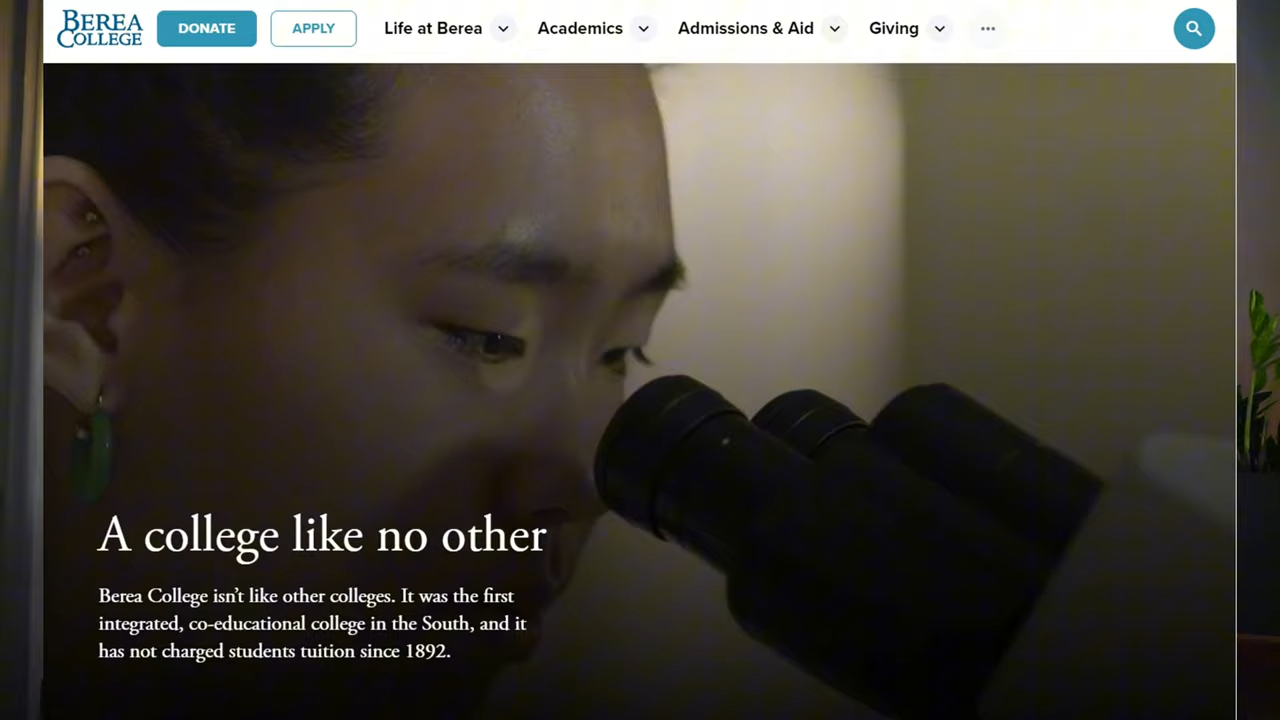 BEREA
COLLEGE
DONATE
APPLY
Life at Berea
Academics
Admissions & Aid
Giving
A college like no other
Berea College isn't like other colleges. It was the first
integrated, co-educational college in the South, and it
has not charged students tuition since 1892.